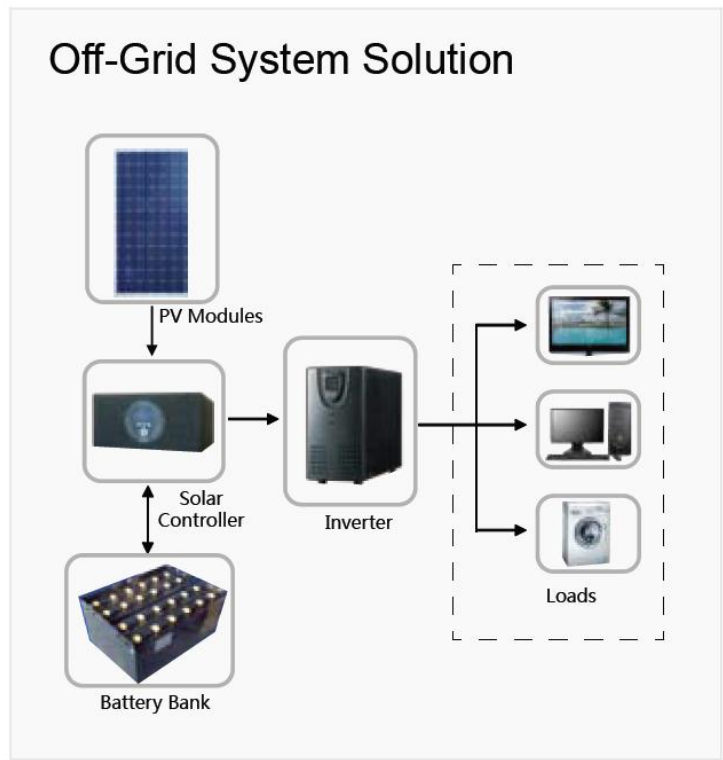 Off-Grid System Solution
PV Modules
Solar
Controller
Inverter
Battery Bank
Loads